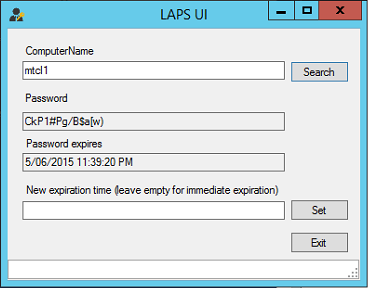 LAPS UI
ComputerName
mtcl1
Search
Password
CkP1#Pg/B$a[w)
Password expires
5/06/2015 11:39:20 PM
New expiration time (leave empty for immediate expiration)
Set
Exit